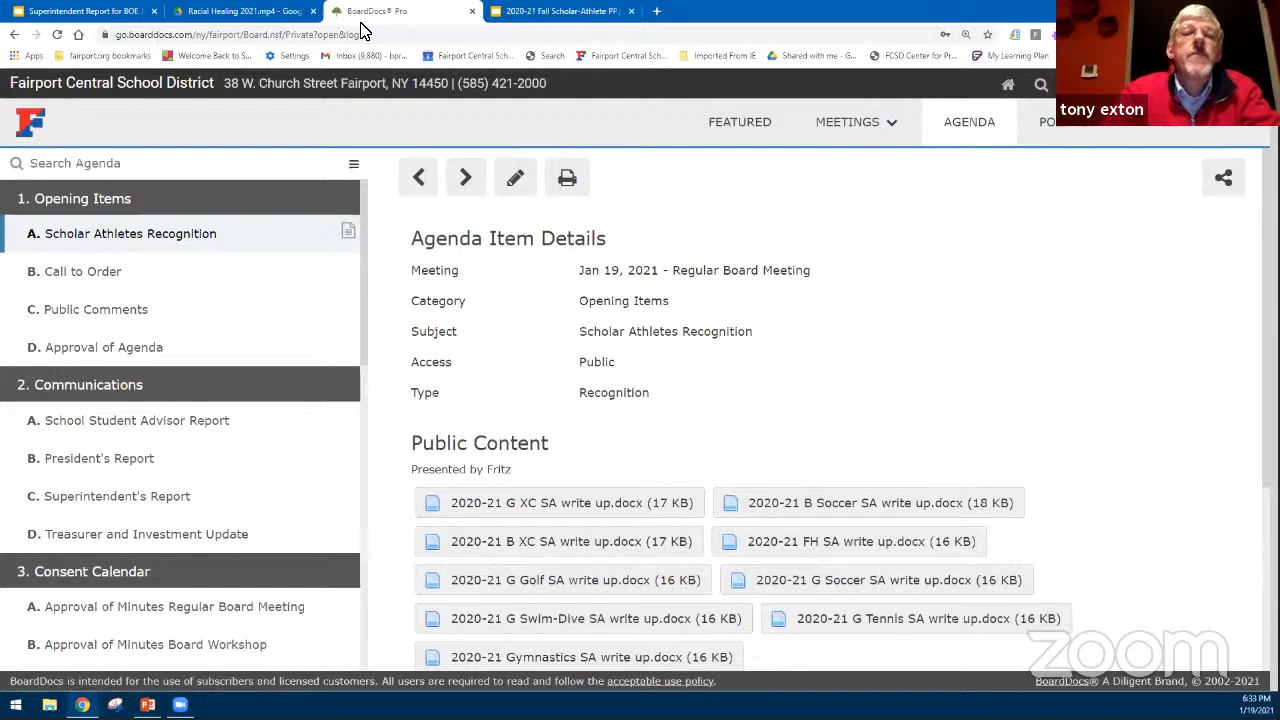 Superintendent Report for BOE
Racial Healing 2021.mp4 - Goog
BoardDocs® Pro
2020-21 Fall Scholar-Athlete PP
go.boarddocs.com/ny/fairport/Board.nsf/Private?open&log
Apps
fairport.org bookmarks
Welcome Back to S...
Settings
Inbox (9,880) - bpr...
Fairport Central Sch...
Search
Fairport Central Sch...
Imported From IE
Shared with me - G...
FCSD Center for Pr...
My Learning Plan
Fairport Central School District 38 W. Church Street Fairport, NY 14450 | (585) 421-2000
tony exton
F
FEATURED
MEETINGS
AGENDA
PO
Search Agenda
1. Opening Items
A. Scholar Athletes Recognition
B. Call to Order
C. Public Comments
D. Approval of Agenda
2. Communications
A. School Student Advisor Report
B. President's Report
C. Superintendent's Report
D. Treasurer and Investment Update
3. Consent Calendar
A. Approval of Minutes Regular Board Meeting
B. Approval of Minutes Board Workshop
Agenda Item Details
Meeting Jan 19, 2021 - Regular Board Meeting
Category Opening Items
Subject Scholar Athletes Recognition
Access Public
Type Recognition
Public Content
Presented by Fritz
2020-21 G XC SA write up.docx (17 KB)
2020-21 B Soccer SA write up.docx (18 KB)
2020-21 B XC SA write up.docx (17 KB)
2020-21 FH SA write up.docx (16 KB)
2020-21 G Golf SA write up.docx (16 KB)
2020-21 G Soccer SA write up.docx (16 KB)
2020-21 G Swim-Dive SA write up.docx (16 KB)
2020-21 G Tennis SA write up.docx (16 KB)
2020-21 Gymnastics SA write up.docx (16 KB)
zoom
BoardDocs is intended for the use of subscribers and licensed customers. All users are required to read and follow the acceptable use policy.
BoardDocs® A Diligent Brand, © 2002-2021
6:33 PM
1/19/2021